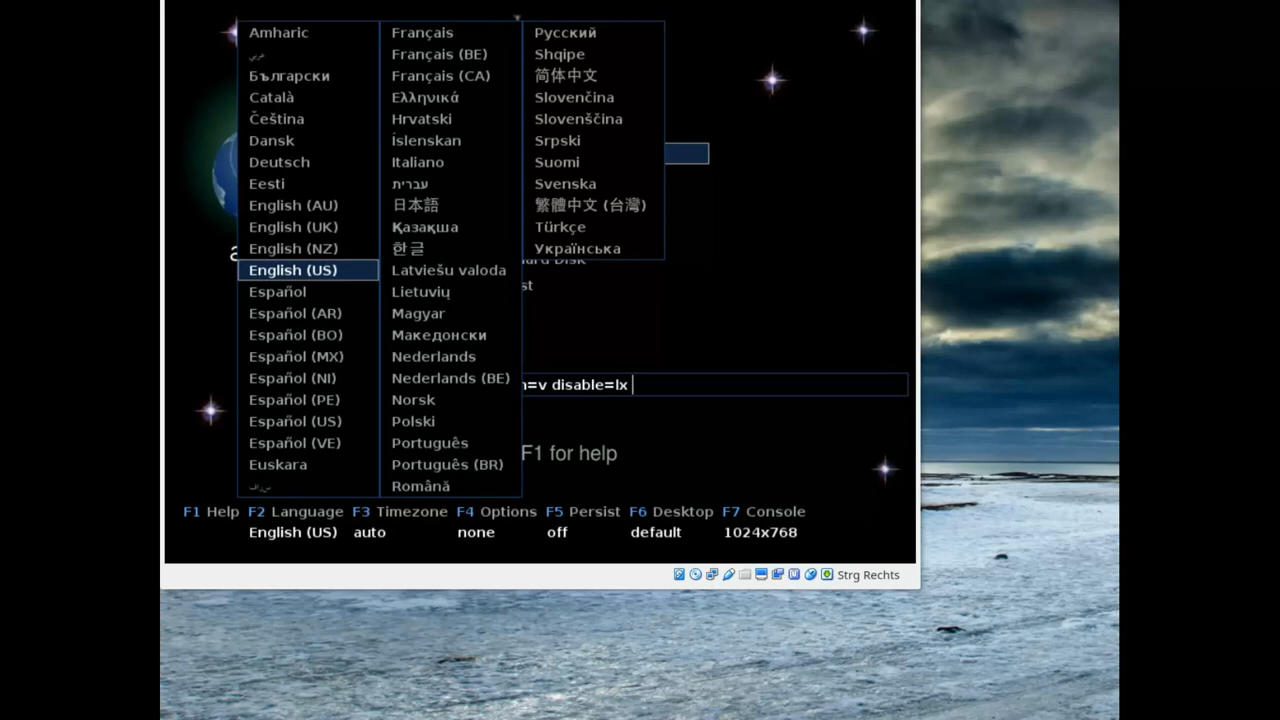 Amharic
عربي
Български
Català
Čeština
Dansk
Deutsch
Eesti
English (AU)
English (UK)
English (NZ)
English (US)
Español
Español (AR)
Español (BO)
Español (MX)
Español (NI)
Español (PE)
Español (US)
Español (VE)
Euskara
Français
Français (BE)
Français (CA)
Ελληνικά
Hrvatski
Íslenskan
Italiano
עברית
日本語
Қазақша
한글
Latviešu valoda
Lietuvių
Magyar
Македонски
Nederlands
Nederlands (BE)
Norsk
Polski
Português
Português (BR)
Română
Русский
Shqipe
简体中文
Slovenčina
Slovenščina
Srpski
Suomi
Svenska
繁體中文 (台灣)
Türkçe
Українська
Disk
st
n=v disable=lx
F1 for help
F1 Help F2 Language F3 Timezone F4 Options F5 Persist F6 Desktop F7 Console
English (US) auto none off default 1024x768
Strg Rechts